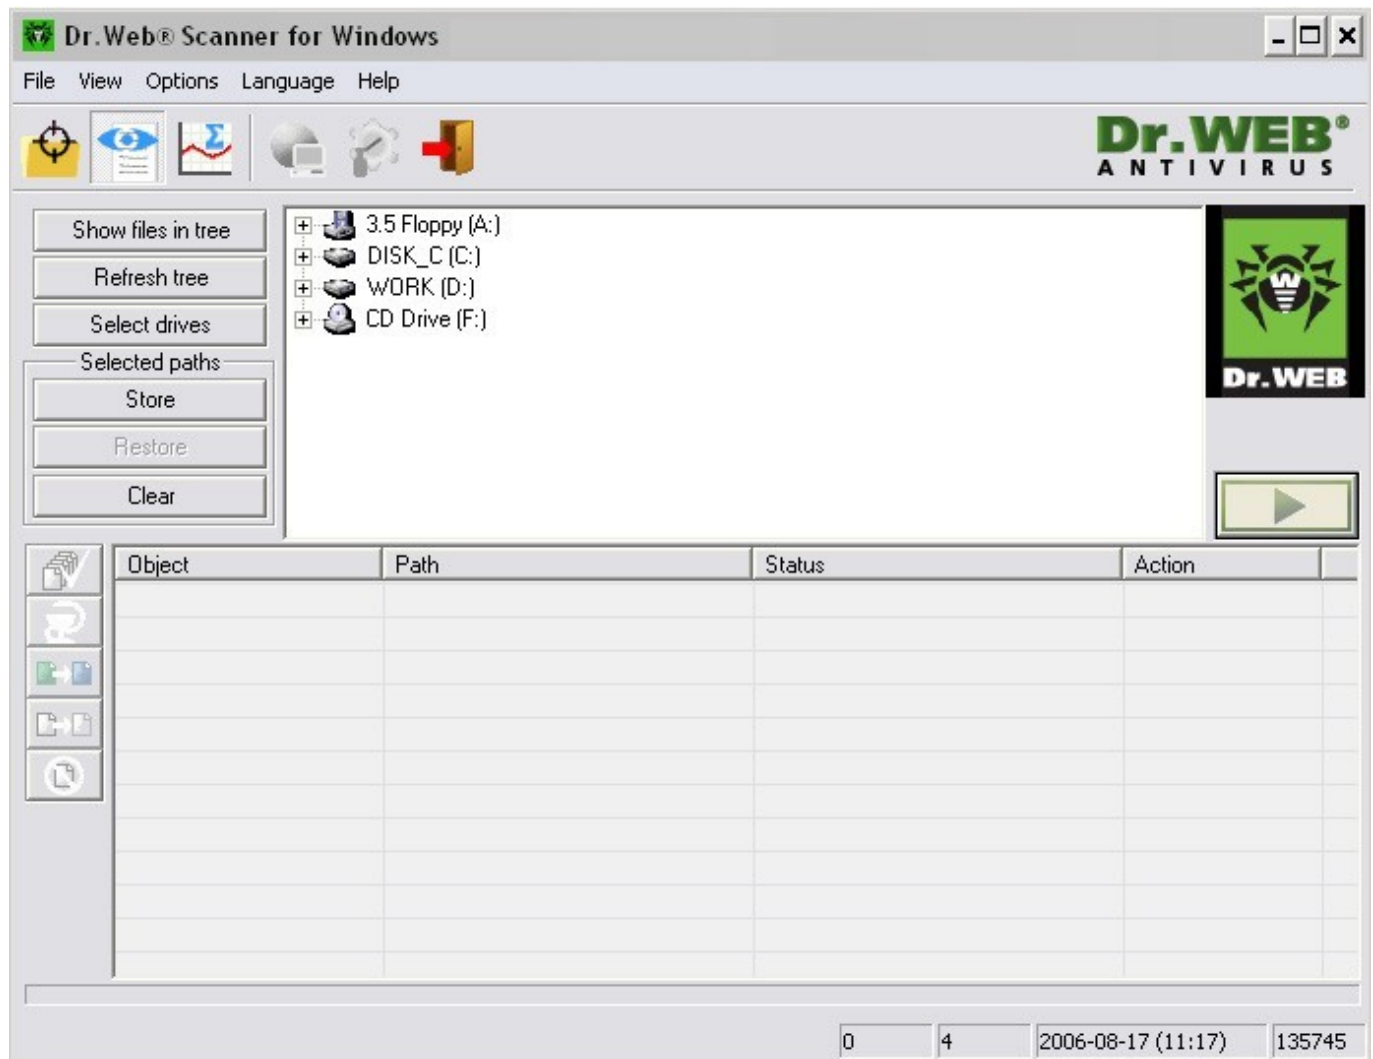 Dr.Web® Scanner for Windows
File View Options Language Help
Dr.WEB®
ANTIVIRUS
Show files in tree
Refresh tree
Select drives
Selected paths
Store
Restore
Clear
3.5 Floppy (A:)
DISK_C (C:)
WORK (D:)
CD Drive (F:)
Dr.WEB
Object Path Status Action
0 4 2006-08-17 (11:17) 135745